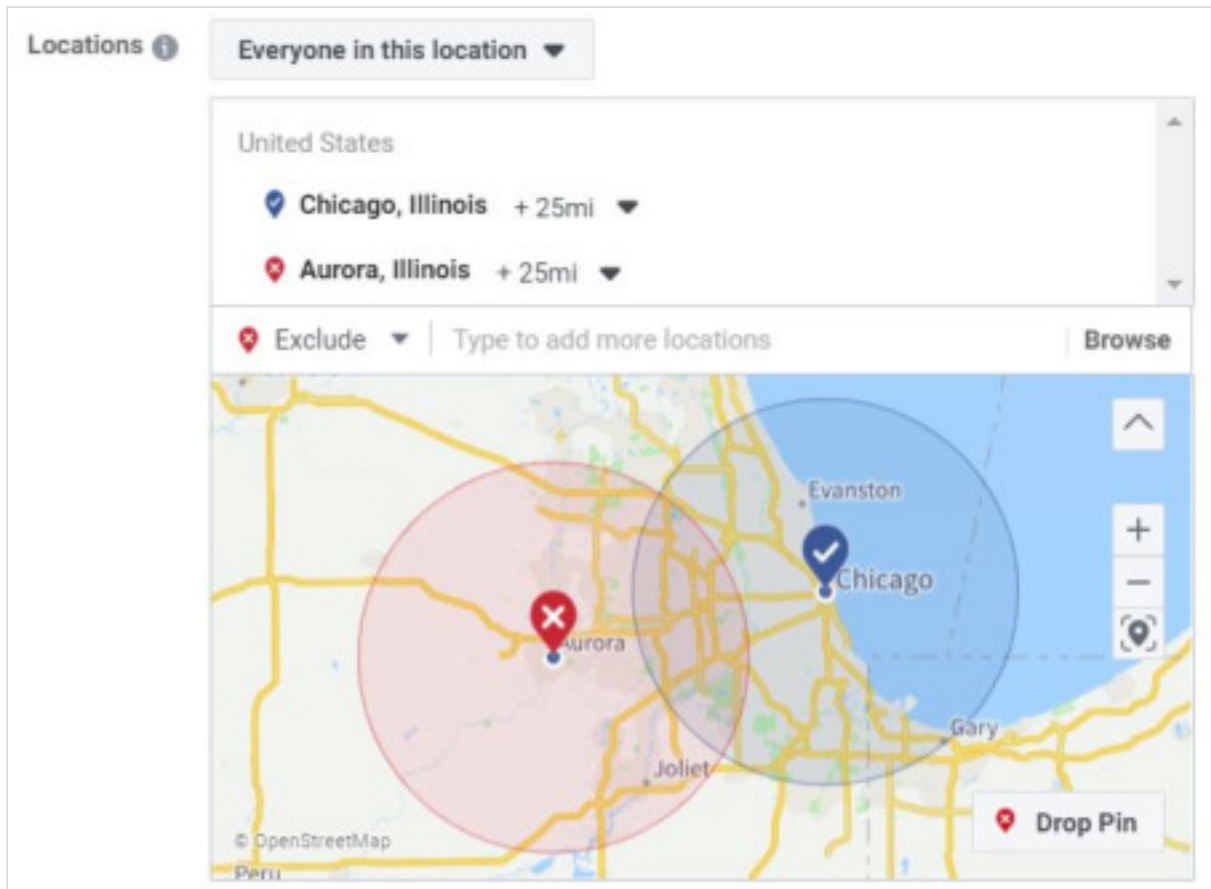 Locations
Everyone in this location
United States
Chicago, Illinois + 25mi
Aurora, Illinois + 25mi
Exclude Type to add more locations Browse
Evanston
Chicago
Aurora
Gary
Joliet
Drop Pin
© OpenStreetMap
Peru